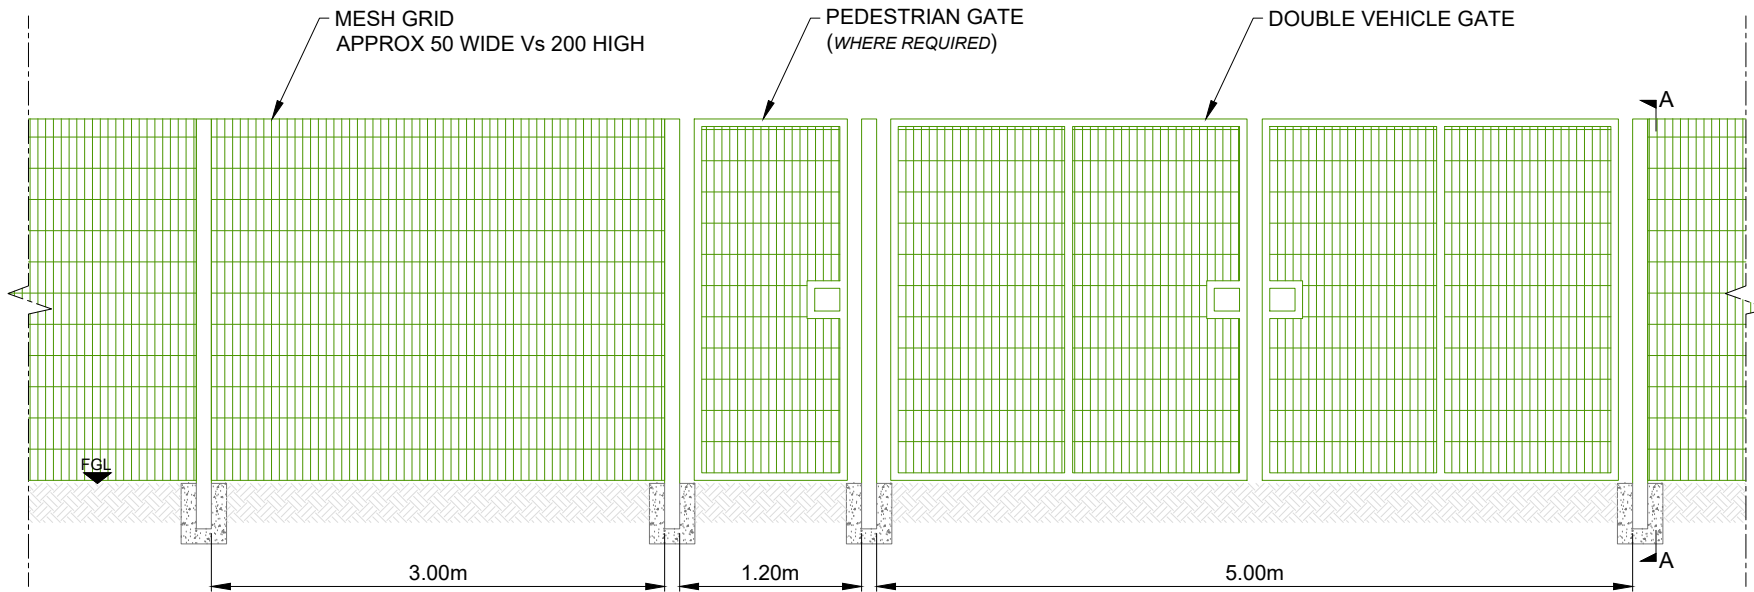 MESH GRID
APPROX 50 WIDE Vs 200 HIGH
PEDESTRIAN GATE
(WHERE REQUIRED)
DOUBLE VEHICLE GATE
A
FGL
A
3.00m
1.20m
5.00m